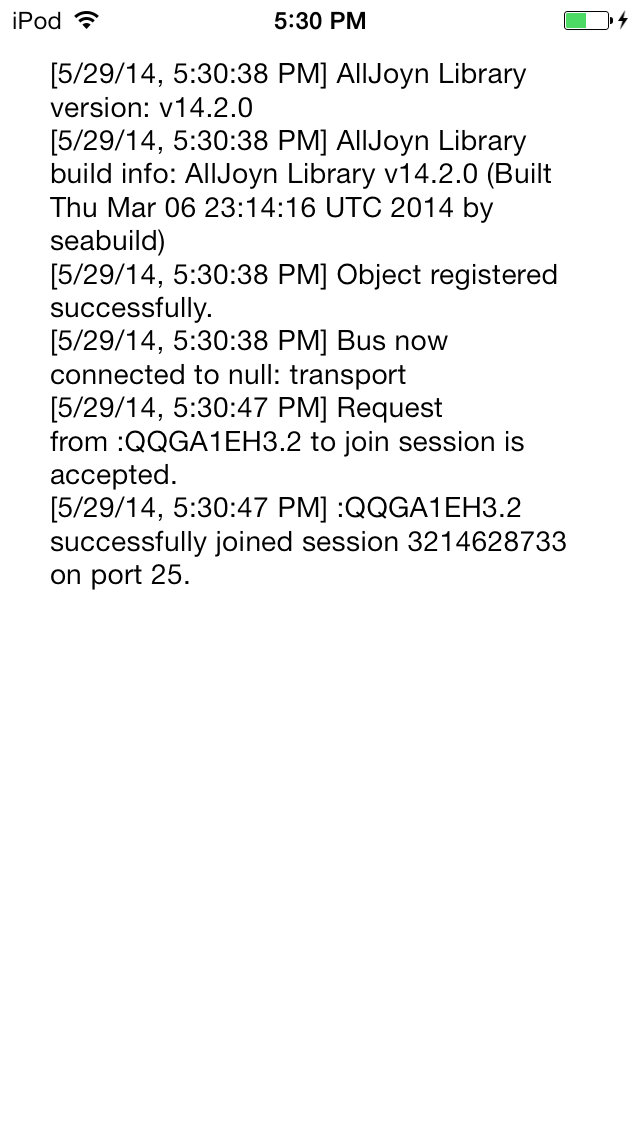 iPod 5:30 PM
[5/29/14, 5:30:38 PM] AllJoyn Library
version: v14.2.0
[5/29/14, 5:30:38 PM] AllJoyn Library
build info: AllJoyn Library v14.2.0 (Built
Thu Mar 06 23:14:16 UTC 2014 by
seabuild)
[5/29/14, 5:30:38 PM] Object registered
successfully.
[5/29/14, 5:30:38 PM] Bus now
connected to null: transport
[5/29/14, 5:30:47 PM] Request
from :QQGA1EH3.2 to join session is
accepted.
[5/29/14, 5:30:47 PM] :QQGA1EH3.2
successfully joined session 3214628733
on port 25.